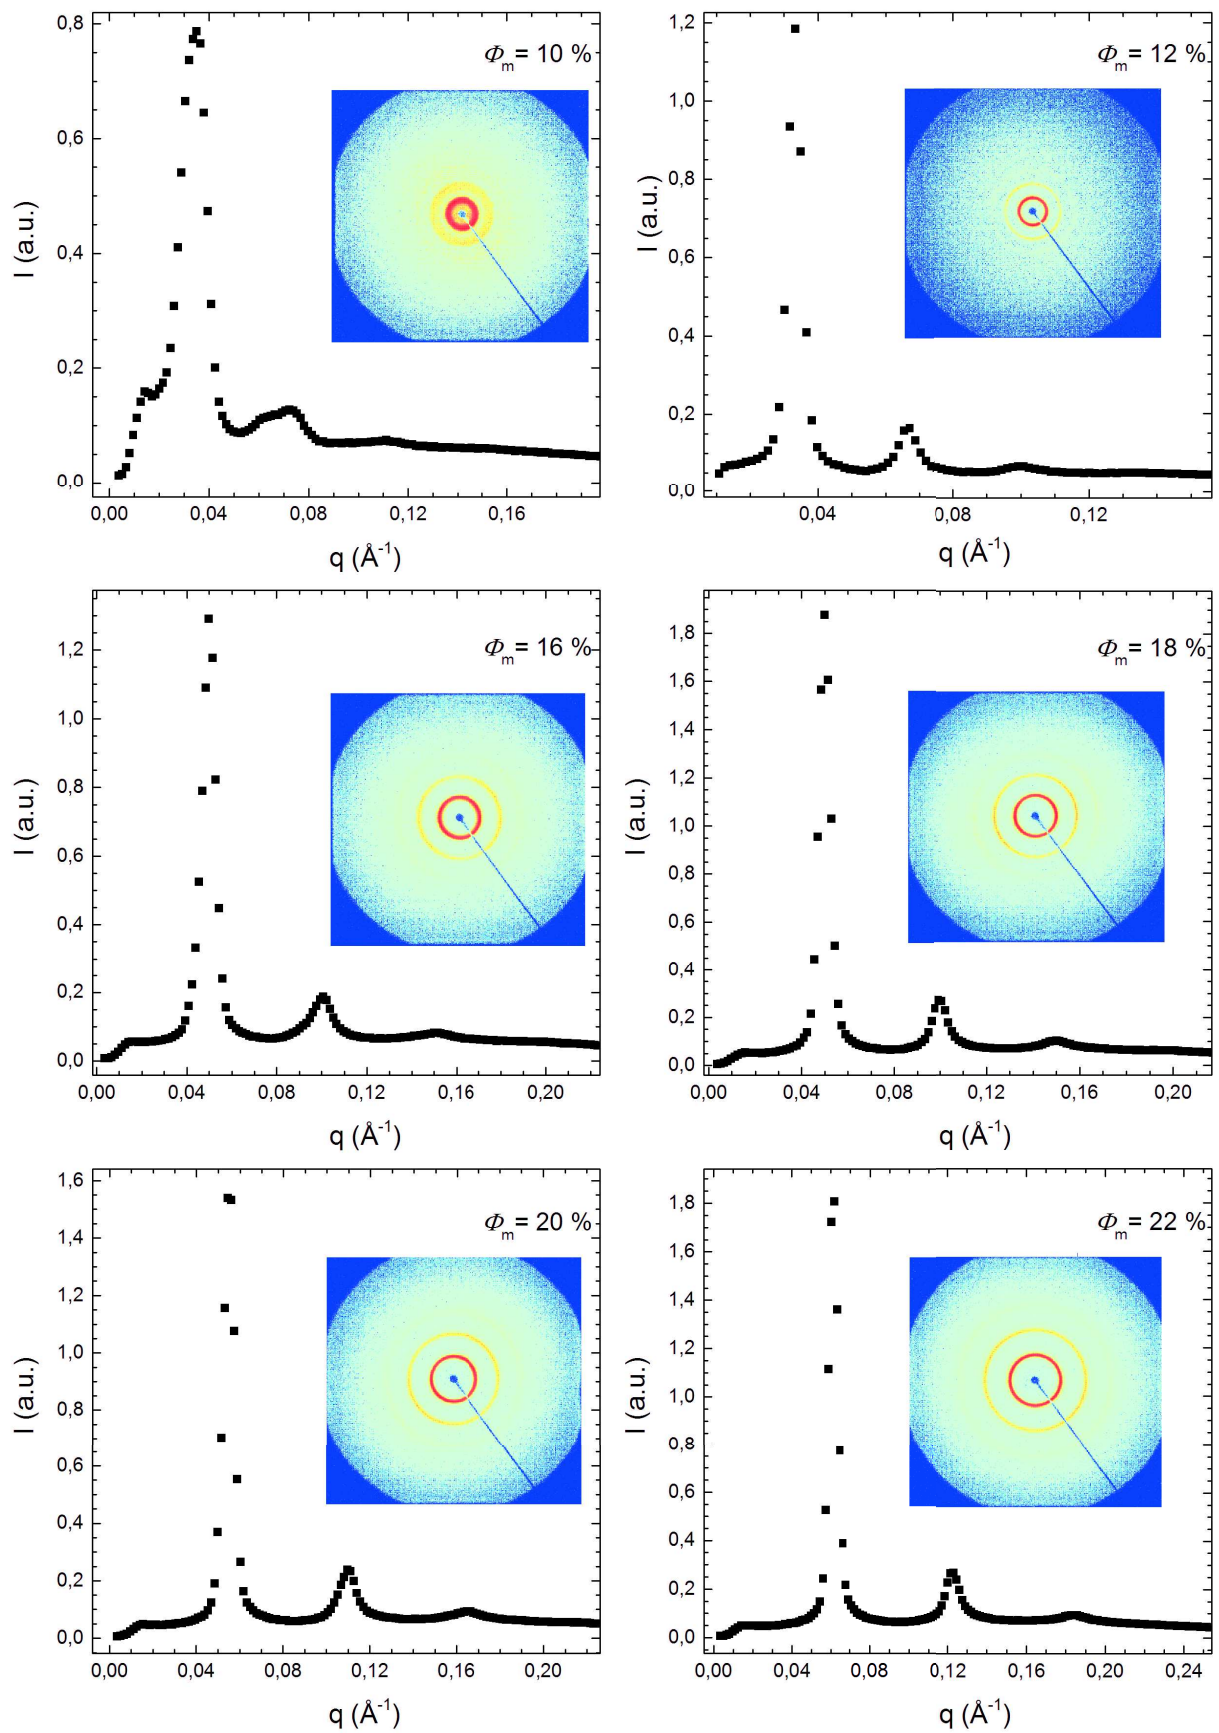 0,8
Φm= 10 %
0,6
I (a.u.)
0,4
0,2
0,0
0,00 0,04 0,08 0,12 0,16
q (Å-1)
1,2
Φm= 12 %
1,0
0,8
I (a.u.)
0,6
0,4
0,2
0,0
0,04 0,08 0,12
q (Å-1)
1,2
Φm= 16 %
1,0
I (a.u.)
0,8
0,6
0,4
0,2
0,0
0,00 0,04 0,08 0,12 0,16 0,20
q (Å-1)
1,8
Φm= 18 %
1,6
1,4
1,2
I (a.u.)
1,0
0,8
0,6
0,4
0,2
0,0
0,00 0,04 0,08 0,12 0,16 0,20
q (Å-1)
1,6
Φm= 20 %
1,4
1,2
I (a.u.)
1,0
0,8
0,6
0,4
0,2
0,0
0,00 0,04 0,08 0,12 0,16 0,20
q (Å-1)
1,8
Φm= 22 %
1,6
1,4
1,2
I (a.u.)
1,0
0,8
0,6
0,4
0,2
0,0
0,00 0,04 0,08 0,12 0,16 0,20 0,24
q (Å-1)